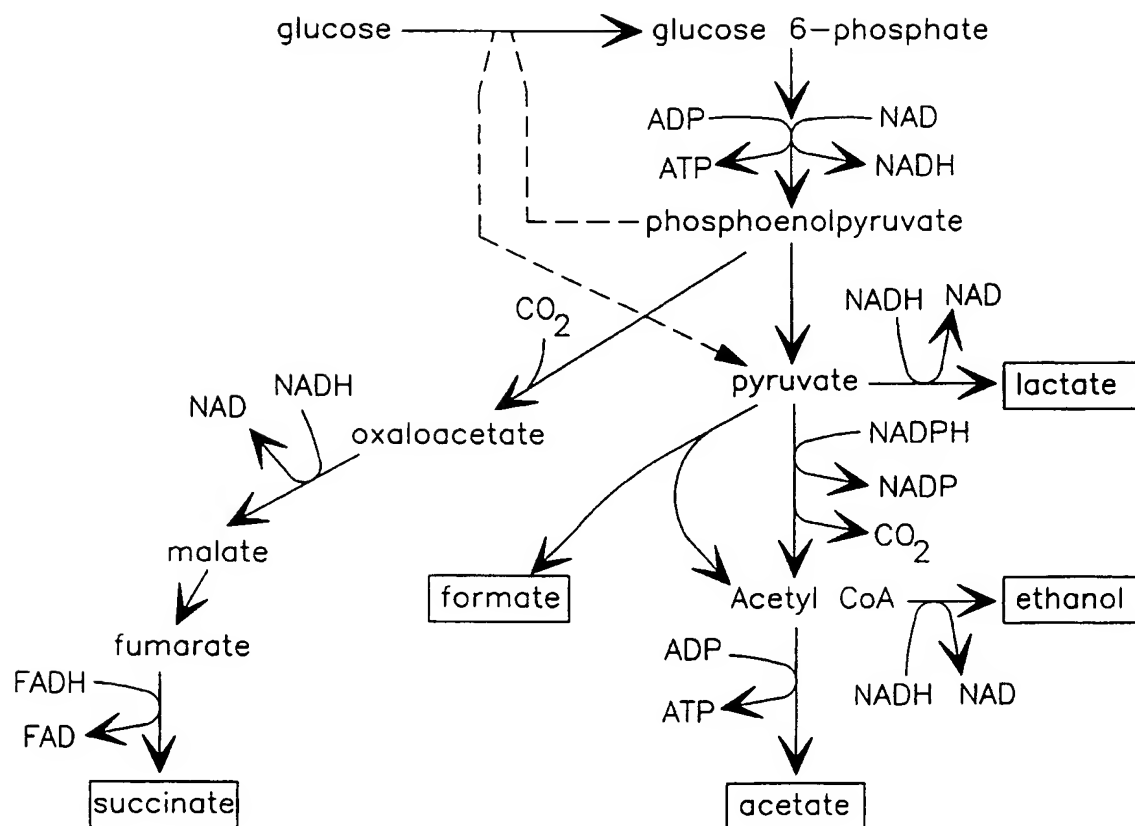 glucose
glucose 6-phosphate
ADP
NAD
ATP
NADH
phosphoenolpyruvate
CO2
NADH
NAD
pyruvate
lactate
NADH
NAD
oxaloacetate
NADPH
NADP
CO2
malate
formate
Acetyl CoA
ethanol
fumarate
ADP
FADH
NADH
NAD
ATP
FAD
succinate
acetate